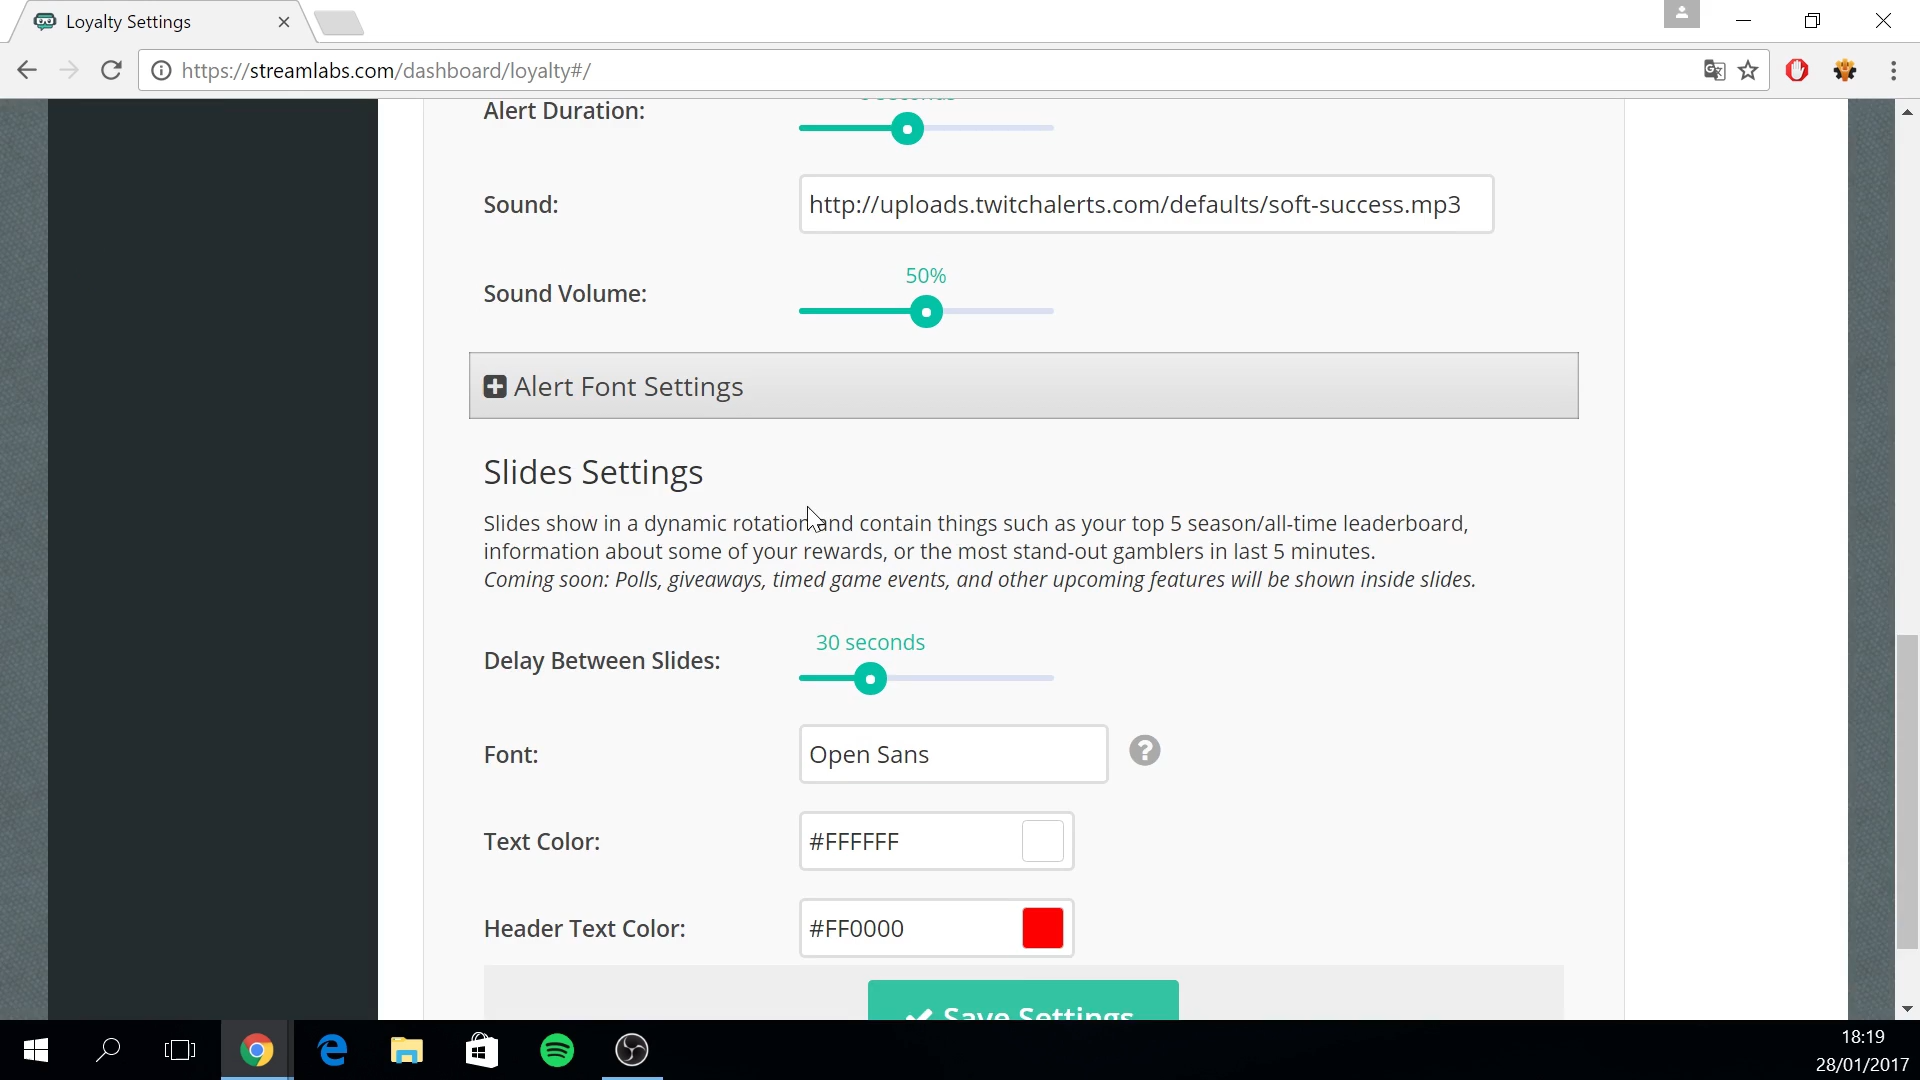 Loyalty Settings
https://streamlabs.com/dashboard/loyalty#/
Alert Duration:
Sound:
http://uploads.twitchalerts.com/defaults/soft-success.mp3
50%
Sound Volume:
Alert Font Settings
Slides Settings
Slides show in a dynamic rotation and contain things such as your top 5 season/all-time leaderboard,
information about some of your rewards, or the most stand-out gamblers in last 5 minutes.
Coming soon: Polls, giveaways, timed game events, and other upcoming features will be shown inside slides.
30 seconds
Delay Between Slides:
Font:
Open Sans
Text Color:
#FFFFFF
Header Text Color:
#FF0000
Save Settings
18:19
28/01/2017